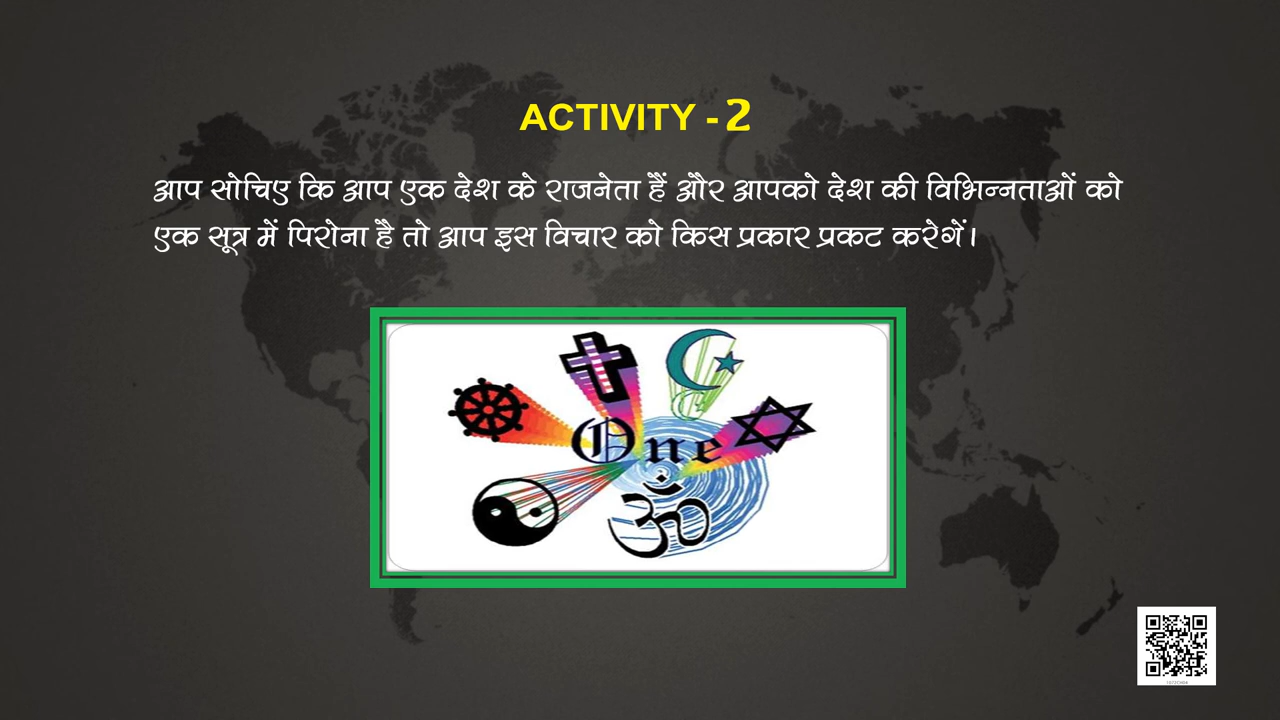 ACTIVITY - 2
आप सोचिए कि आप एक देश के राजनेता हैं और आपको देश की विभिन्नताओं को
एक सूत्र में पिरोना है तो आप इस विचार को किस प्रकार प्रकट करेगें।
One
ॐ